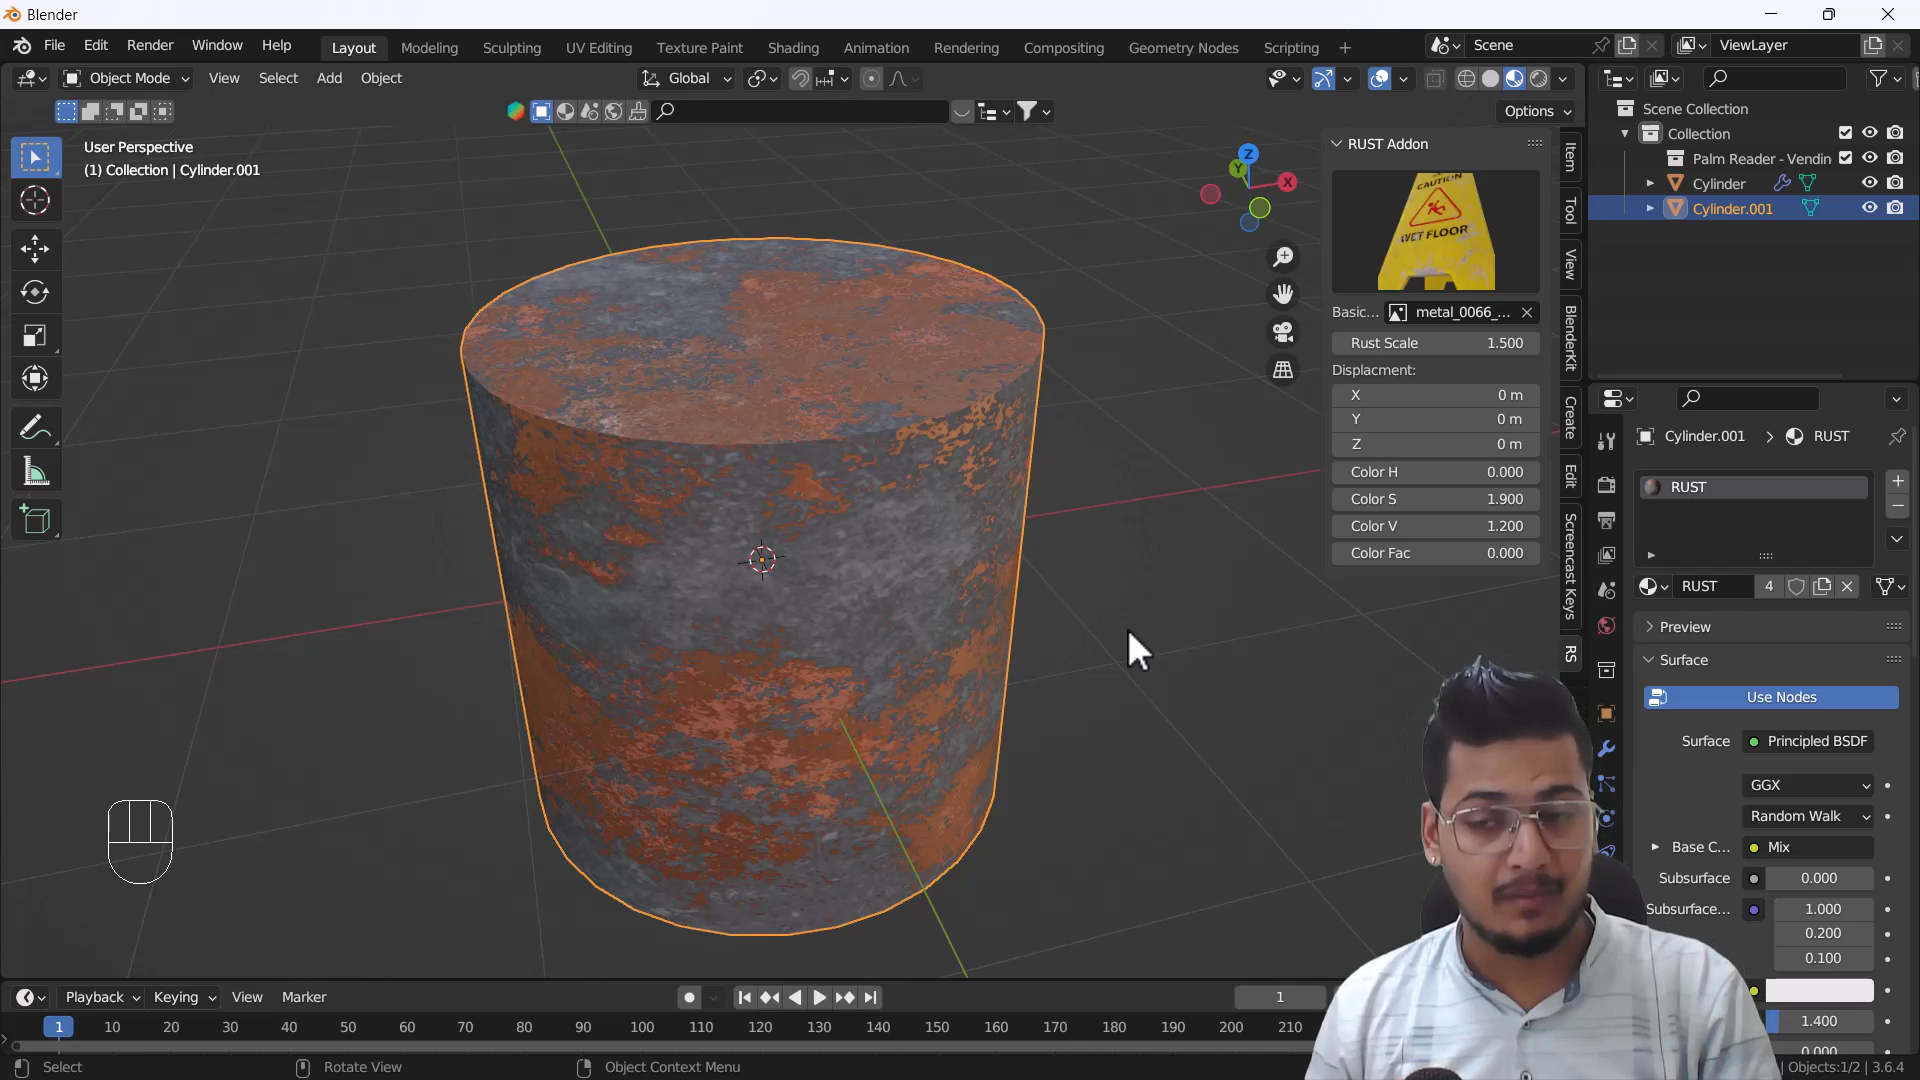 Blender
File Edit Render Window Help Layout Modeling Sculpting UV Editing Texture Paint Shading Animation Rendering Compositing Geometry Nodes Scripting + Scene ViewLayer
Object Mode View Select Add Object Global
Options
User Perspective
(1) Collection | Cylinder.001
Z
Y
X
RUST Addon
CAUTION
WET FLOOR
Basic... metal_0066_...
Rust Scale 1.500
Displacment:
X 0 m
Y 0 m
Z 0 m
Color H 0.000
Color S 1.900
Color V 1.200
Color Fac 0.000
Item
Tool
View
BlenderKit
Create
Edit
Screencast Keys
RS
Scene Collection
Collection
Palm Reader - Vendin
Cylinder
Cylinder.001
Cylinder.001 > RUST
RUST
RUST 4
Preview
Surface
Use Nodes
Surface Principled BSDF
GGX
Random Walk
Base C... Mix
Subsurface 0.000
Subsurface... 1.000
0.200
0.100
1.400
0.000
Playback Keying View Marker 1
1 10 20 30 40 50 60 70 80 90 100 110 120 130 140 150 160 170 180 190 200 210
Select Rotate View Object Context Menu Objects:1/2 | 3.6.4